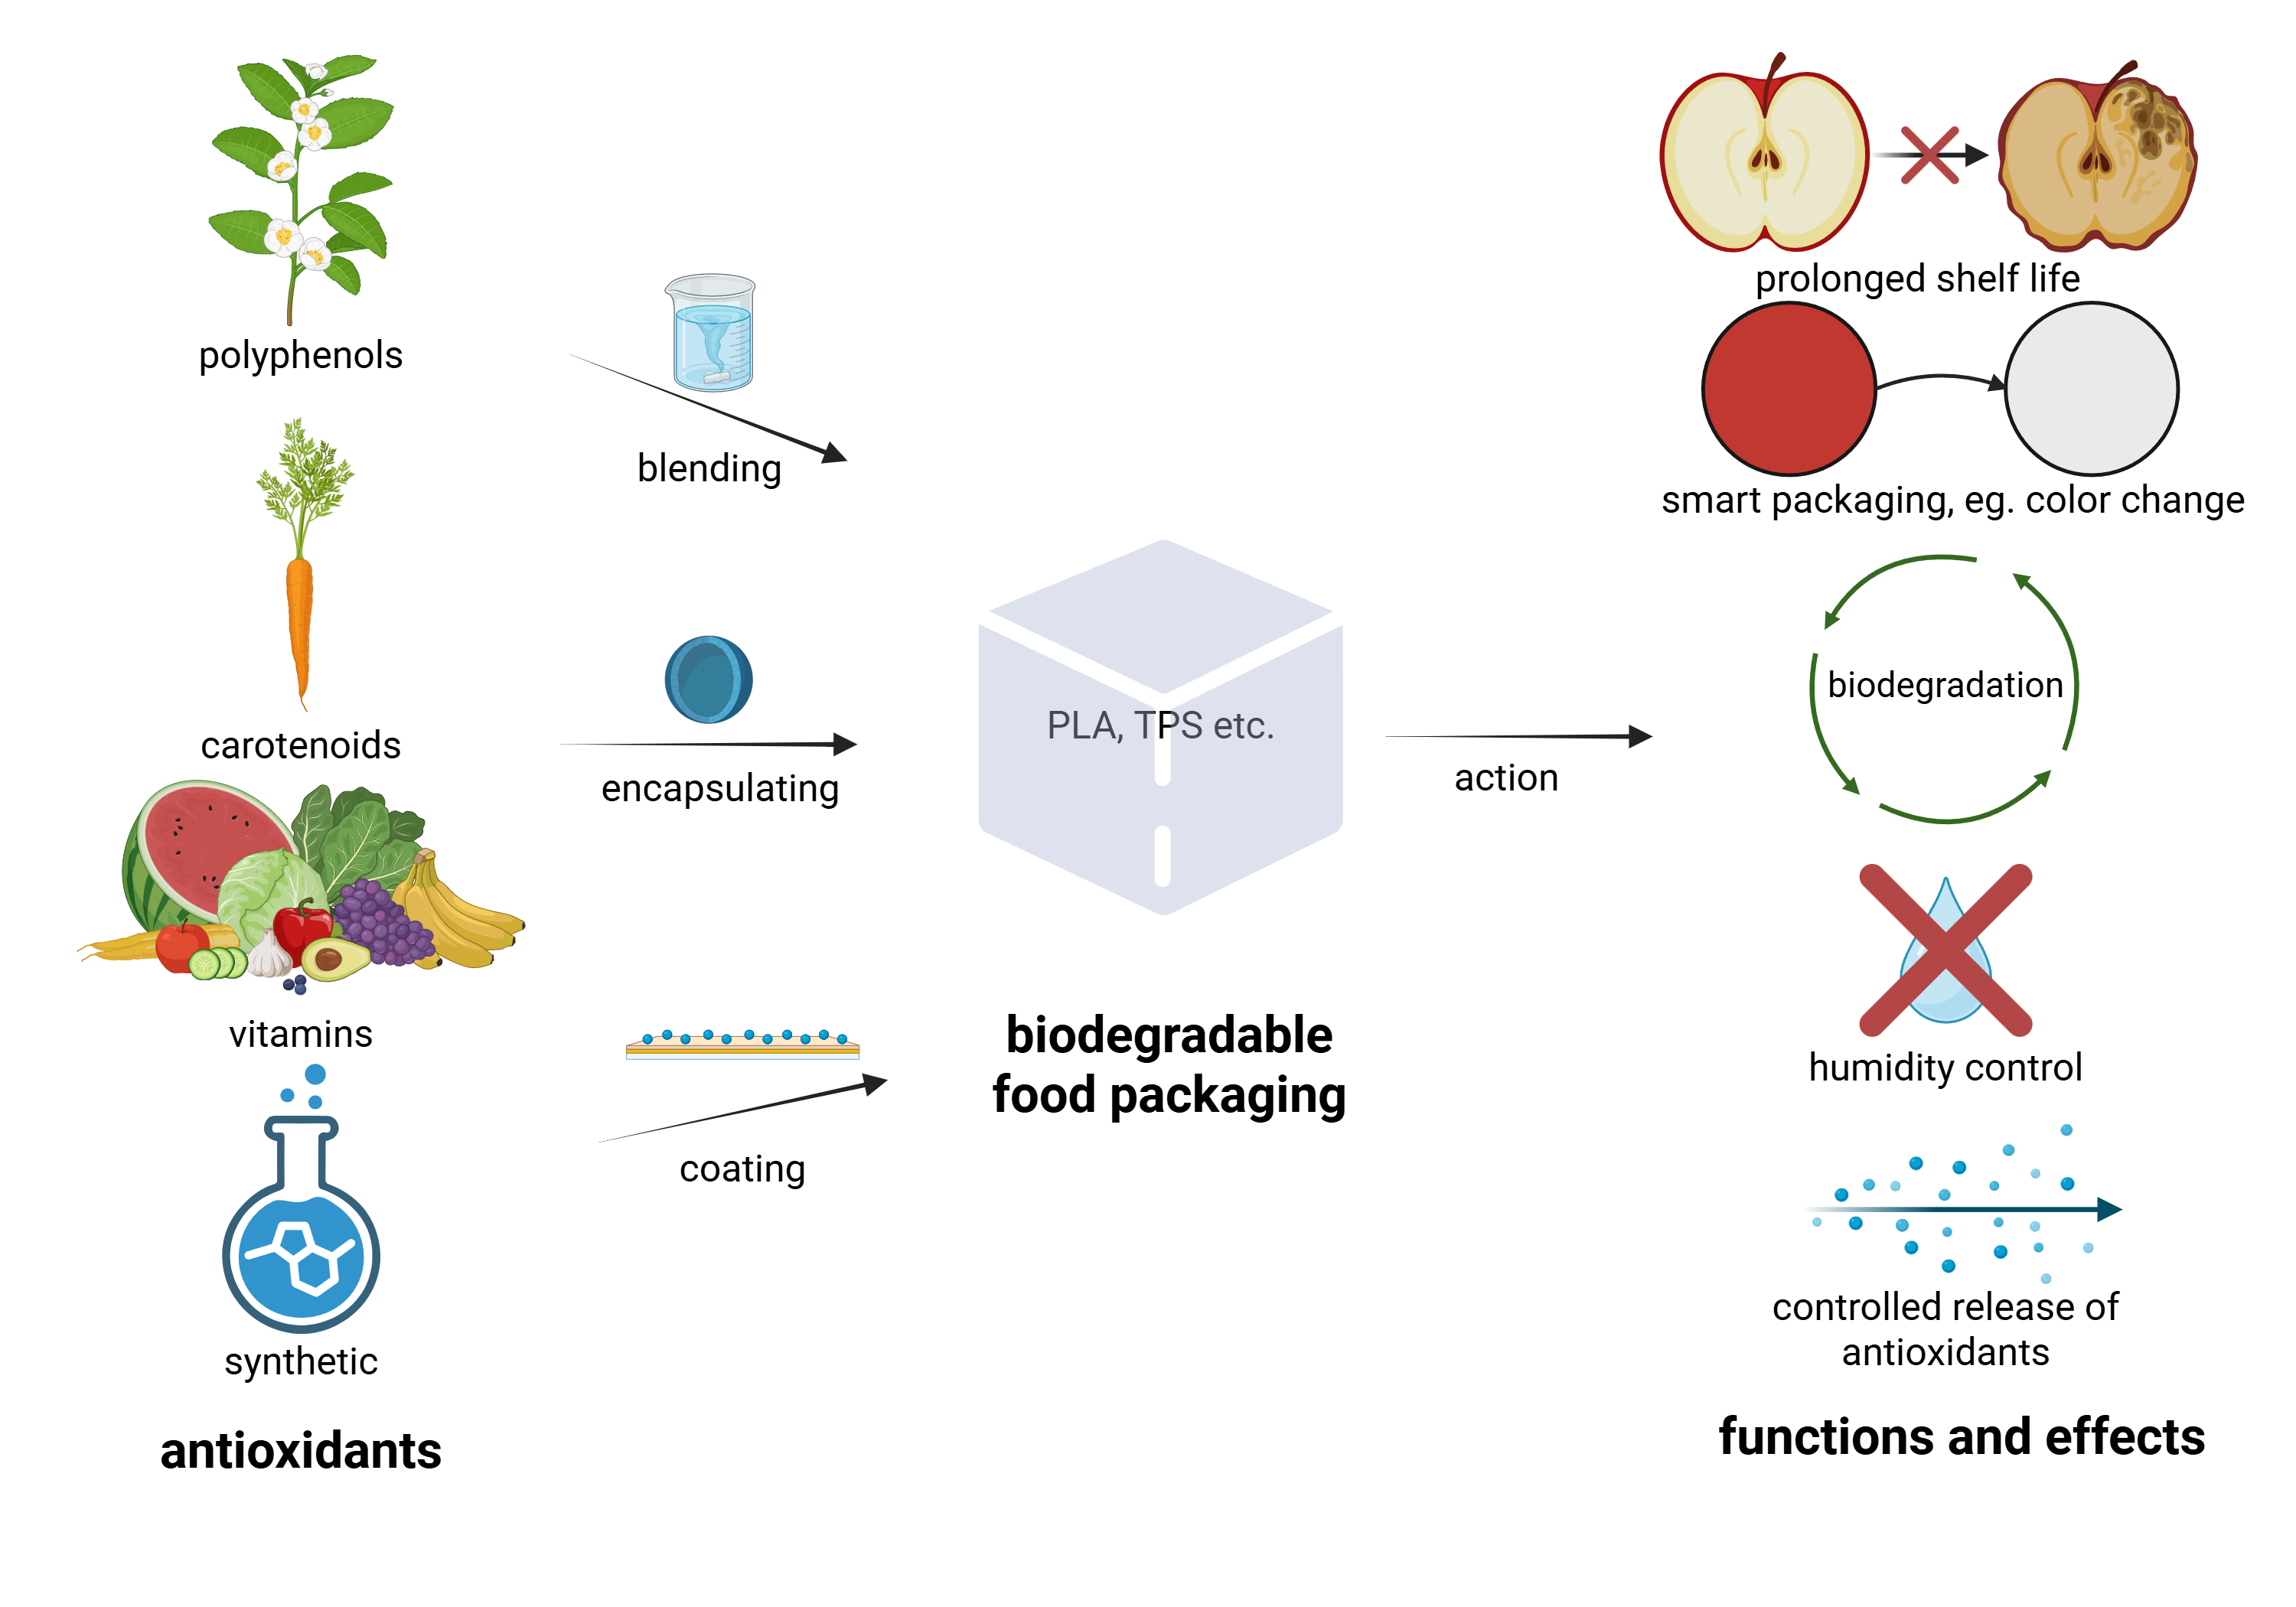 polyphenols
carotenoids
vitamins
synthetic
antioxidants
blending
encapsulating
coating
PLA, TPS etc.
biodegradable
food packaging
action
prolonged shelf life
smart packaging, eg. color change
biodegradation
humidity control
controlled release of
antioxidants
functions and effects